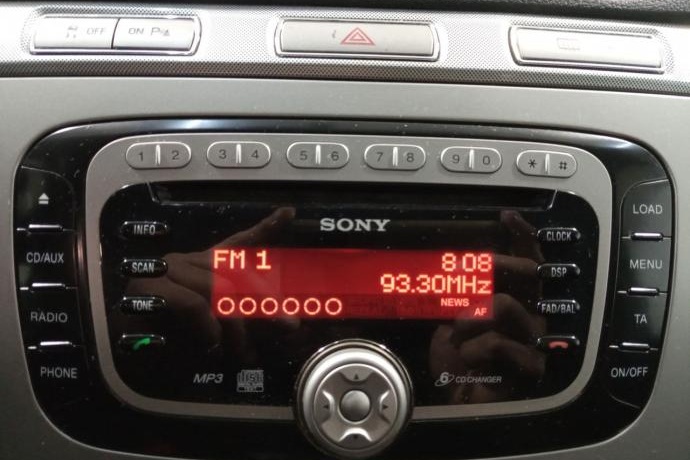 OFF ON P
1 2 3 4 5 6 7 8 9 0 * #
SONY
INFO CLOCK LOAD
CD/AUX SCAN FM 1 8:08 DSP MENU
93.30MHz
RADIO TONE NEWS FAD/BAL TA
AF
PHONE MP3 6 CD CHANGER ON/OFF